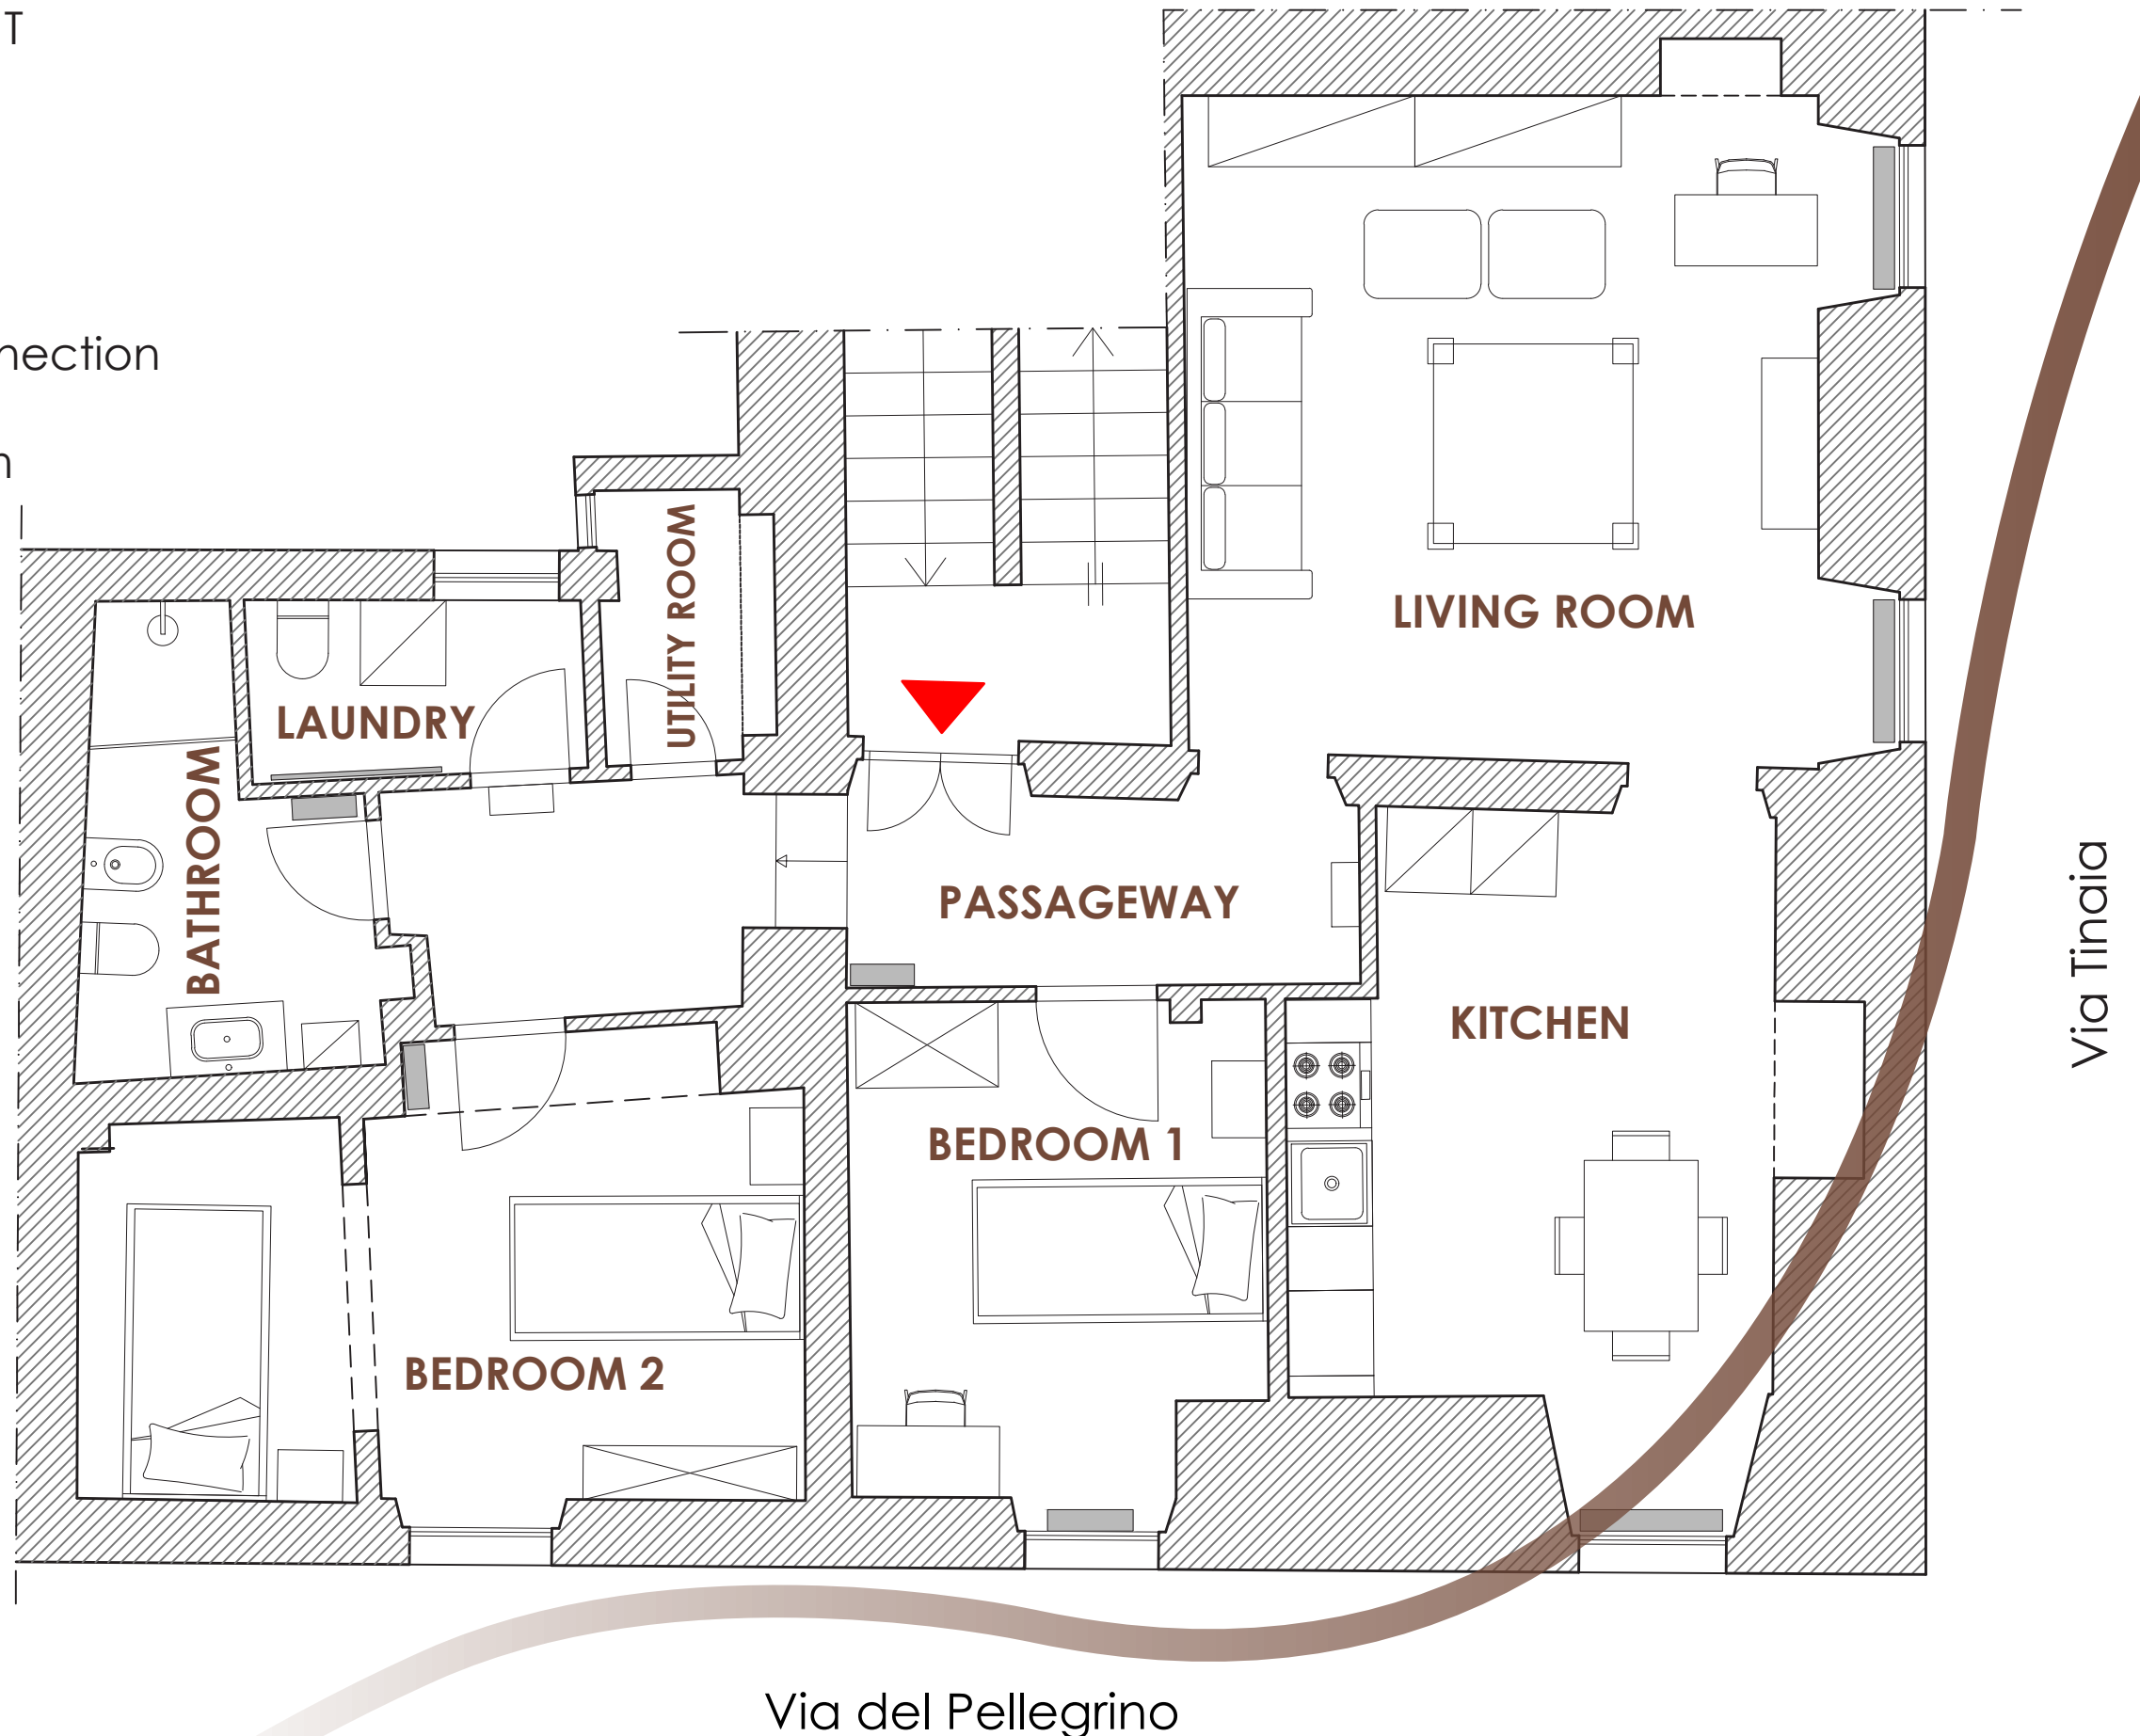 T
nection
n
LIVING ROOM
UTILITY ROOM
LAUNDRY
BATHROOM
PASSAGEWAY
KITCHEN
BEDROOM 1
BEDROOM 2
Via Tinaia
Via del Pellegrino